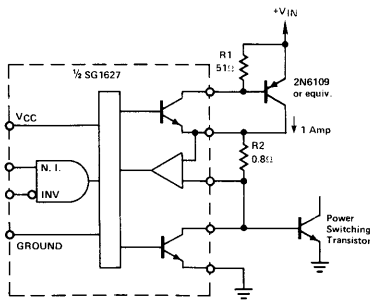 +VIN
R1
51Ω
½ SG1627
2N6109
or equiv.
VCC
1 Amp
N. I.
R2
0.8Ω
INV
Power
Switching
Transistor
GROUND